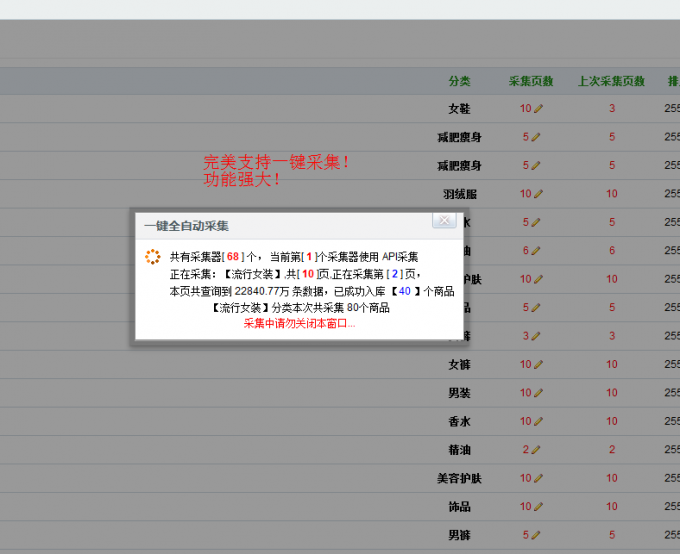 分类 采集页数 上次采集页数 排
女鞋 10 3 255
减肥瘦身 5 5 255
完美支持一键采集！
减肥瘦身 5 5 255
功能强大！
羽绒服 10 10 255
一键全自动采集
水 5 5 255
共有采集器[ 68 ] 个， 当前第[ 1 ]个采集器使用 API采集
油 6 6 255
正在采集：【流行女装】,共[ 10 ]页,正在采集第 [ 2 ] 页，
护肤 10 10 255
本页共查询到 22840.77万 条数据，已成功入库 【40 】个商品
品 5 5 255
【流行女装】分类本次共采集 80个商品
采集中请勿关闭本窗口...
裤 3 3 255
女裤 10 10 255
男装 10 10 255
香水 10 10 255
精油 2 2 255
美容护肤 10 10 255
饰品 10 10 255
男裤 5 5 255